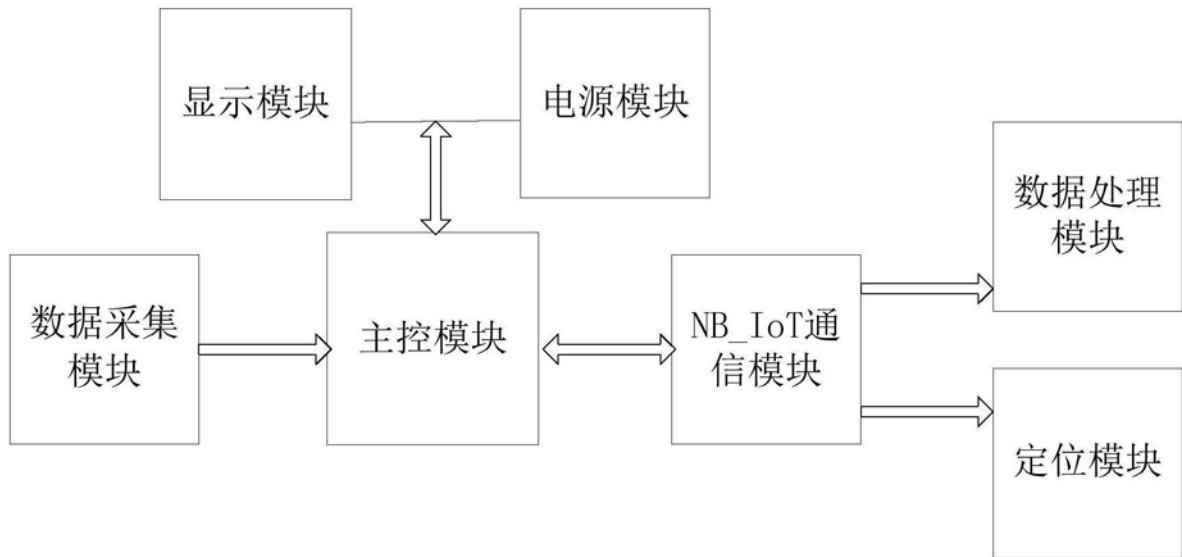 显示模块
电源模块
数据采集
模块
主控模块
NB_IoT通
信模块
数据处理
模块
定位模块